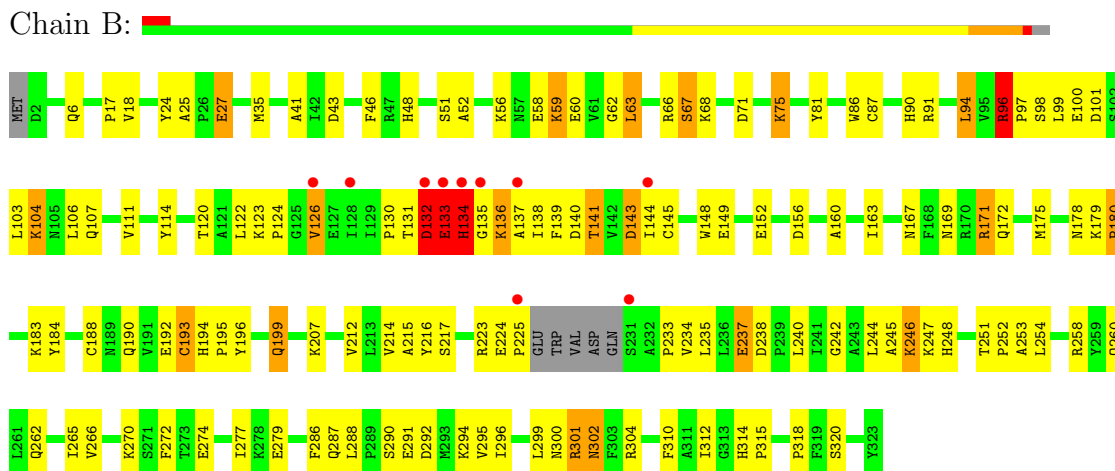 Chain B:
MET D2 Q6 P17 V18 Y24 A25 P26 E27 M35 A41 I42 D43 F46 R47 H48 S51 A52 K56 N57 E58 K59 E60 V61 G62 L63 R66 S67 K68 D71 K75 Y81 W86 C87 H90 R91 L94 V95 R96 P97 S98 L99 E100 D101 S102
L103 K104 N105 L106 Q107 V111 Y114 T120 A121 L122 K123 P124 G125 V126 E127 I128 I129 P130 T131 D132 E133 H134 G135 K136 A137 I138 F139 D140 T141 V142 D143 I144 C145 W148 E149 E152 D156 A160 I163 N167 F168 N169 R170 R171 Q172 M175 N178 K179
K183 Y184 C188 N189 Q190 V191 E192 C193 H194 P195 Y196 Q199 K207 V212 L213 V214 A215 Y216 S217 R223 E224 P225 GLU TRP VAL ASP GLN S231 A232 P233 V234 L235 L236 E237 D238 P239 L240 I241 G242 A243 L244 A245 K246 K247 H248 T251 P252 A253 L254 R258 Y259
L261 Q262 I265 V266 K270 S271 F272 T273 E274 I277 K278 E279 F286 Q287 L288 P289 S290 E291 D292 M293 K294 V295 I296 L299 N300 R301 N302 F303 R304 F310 A311 I312 G313 H314 P315 P318 F319 S320 Y323